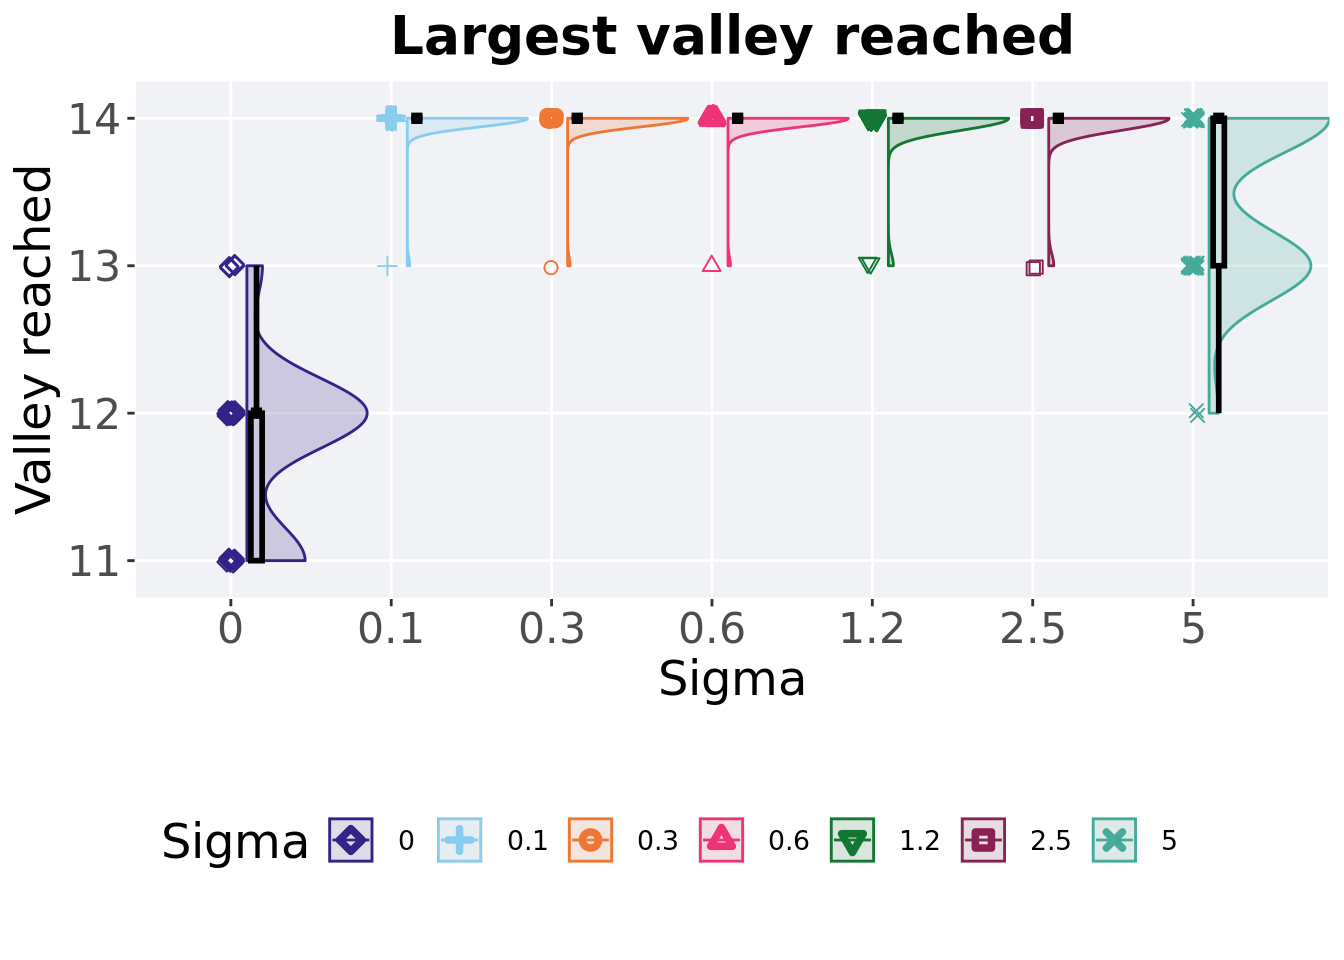 Largest valley reached
Valley reached
14
13
12
11
0 0.1 0.3 0.6 1.2 2.5 5
Sigma
Sigma 0 0.1 0.3 0.6 1.2 2.5 5